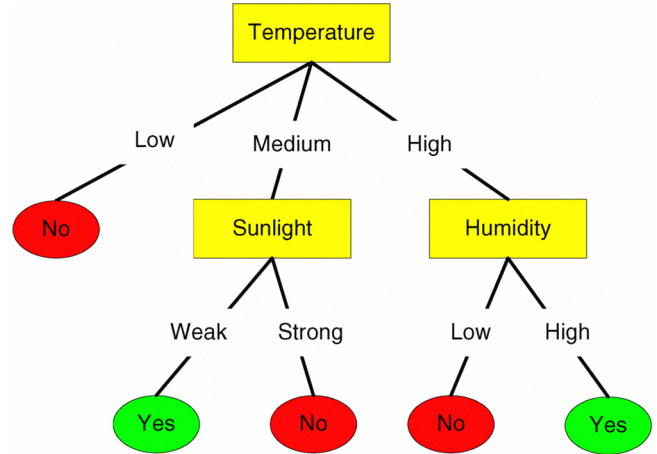 Temperature
Low
Medium
High
No
Sunlight
Humidity
Weak
Strong
Low
High
Yes
No
No
Yes